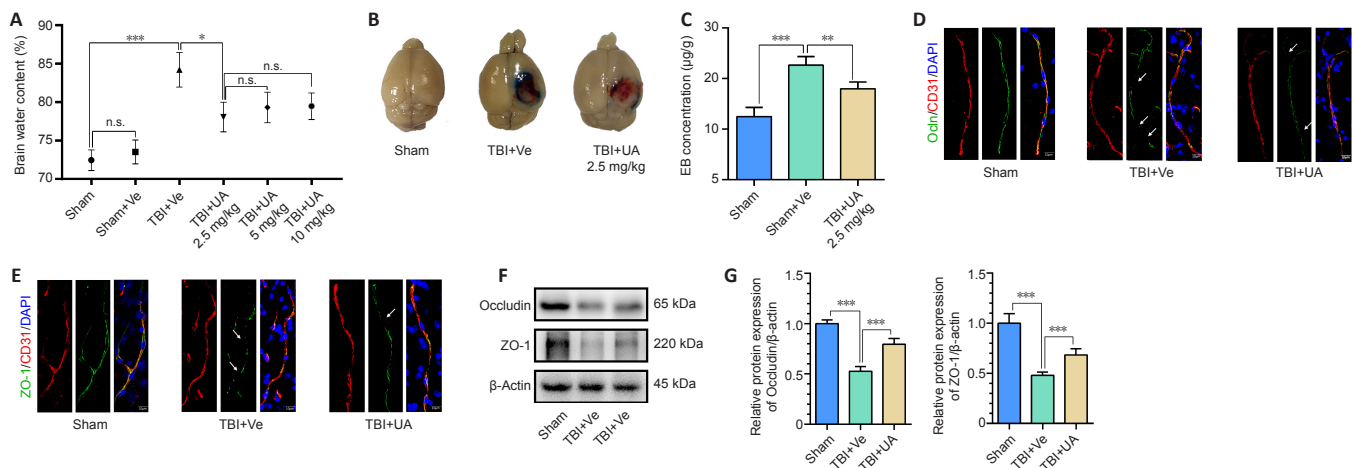 A
Brain water content (%)
90
85
80
75
70
***
*
n.s.
n.s.
n.s.
Sham
Sham+Ve
TBI+Ve
TBI+UA
2.5 mg/kg
TBI+UA
5 mg/kg
TBI+UA
10 mg/kg
B
Sham
TBI+Ve
TBI+UA
2.5 mg/kg
C
EB concentration (μg/g)
30
20
10
5
***
**
Sham
Sham+Ve
TBI+UA
2.5 mg/kg
D
Odln/CD31/DAPI
Sham
TBI+Ve
TBI+UA
E
ZO-1/CD31/DAPI
Sham
TBI+Ve
TBI+UA
F
Occludin
65 kDa
ZO-1
220 kDa
β-Actin
45 kDa
Sham
TBI+Ve
TBI+Ve
G
Relative protein expression
of Occludin/β-actin
1.5
1.0
0.5
0
***
***
Sham
TBI+Ve
TBI+UA
Relative protein expression
of ZO-1/β-actin
1.5
1.0
0.5
0
***
***
Sham
TBI+Ve
TBI+UA